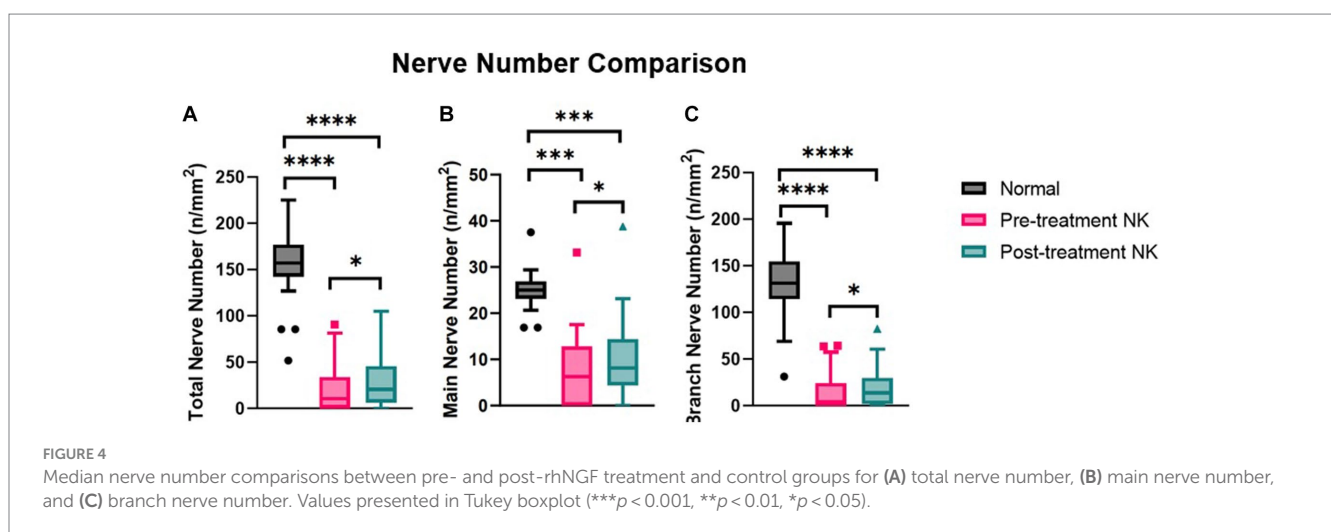 Nerve Number Comparison
A
B
C
****
****
*
***
***
*
****
****
*
Total Nerve Number (n/mm²)
250
200
150
100
50
0
Main Nerve Number (n/mm²)
50
40
30
20
10
0
Branch Nerve Number (n/mm²)
250
200
150
100
50
0
Normal
Pre-treatment NK
Post-treatment NK
FIGURE 4
Median nerve number comparisons between pre- and post-rhNGF treatment and control groups for (A) total nerve number, (B) main nerve number,
and (C) branch nerve number. Values presented in Tukey boxplot (***p < 0.001, **p < 0.01, *p < 0.05).